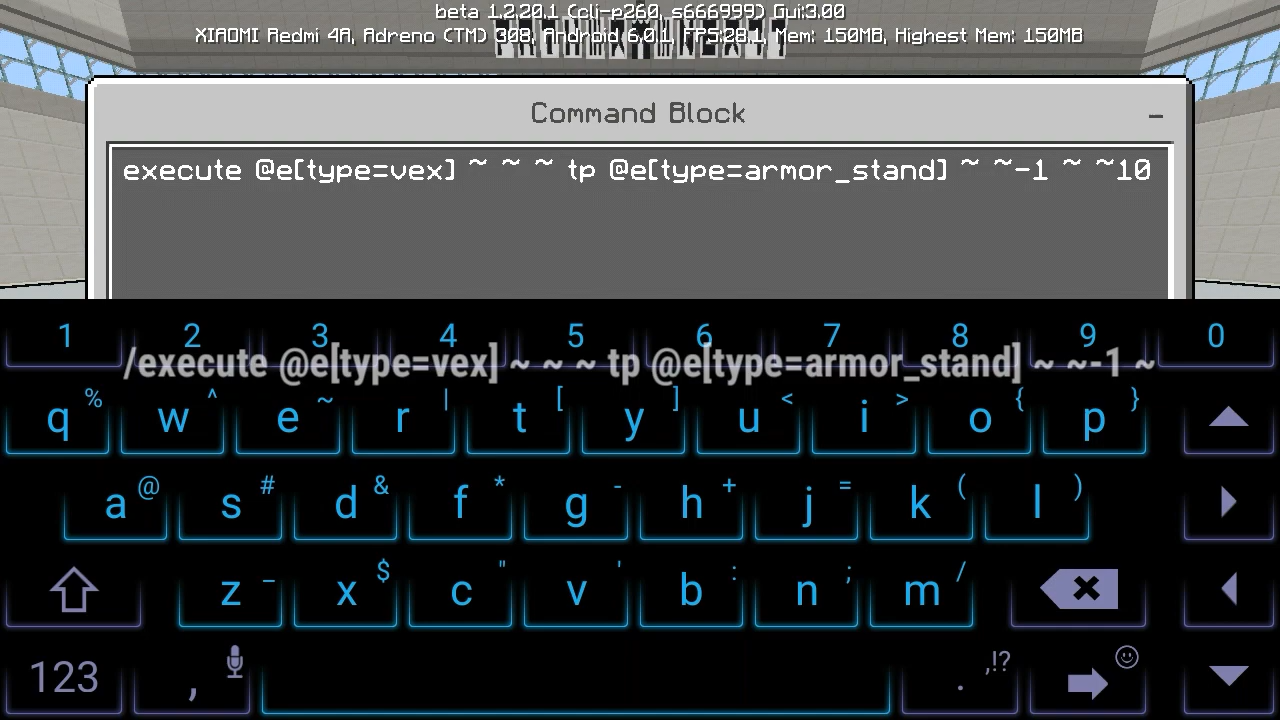 beta 1.2.20.1 (cli-p260, s666999) Gui:3.00
XIAOMI Redmi 4A, Adreno (TM) 308, Android 6.0.1, FPS:28.1, Mem: 150MB, Highest Mem: 150MB
Command Block
execute @e[type=vex] ~ ~ ~ tp @e[type=armor_stand] ~ ~-1 ~ ~10
1 2 3 4 5 6 7 8 9 0
/execute @e[type=vex] ~ ~ ~ tp @e[type=armor_stand] ~ ~-1 ~
q % w ^ e ~ r | t [ y ] u < i > o { p }
a @ s # d & f * g - h + j = k ( l )
z _ x $ c " v ' b : n ; m /
123 , . ,!?